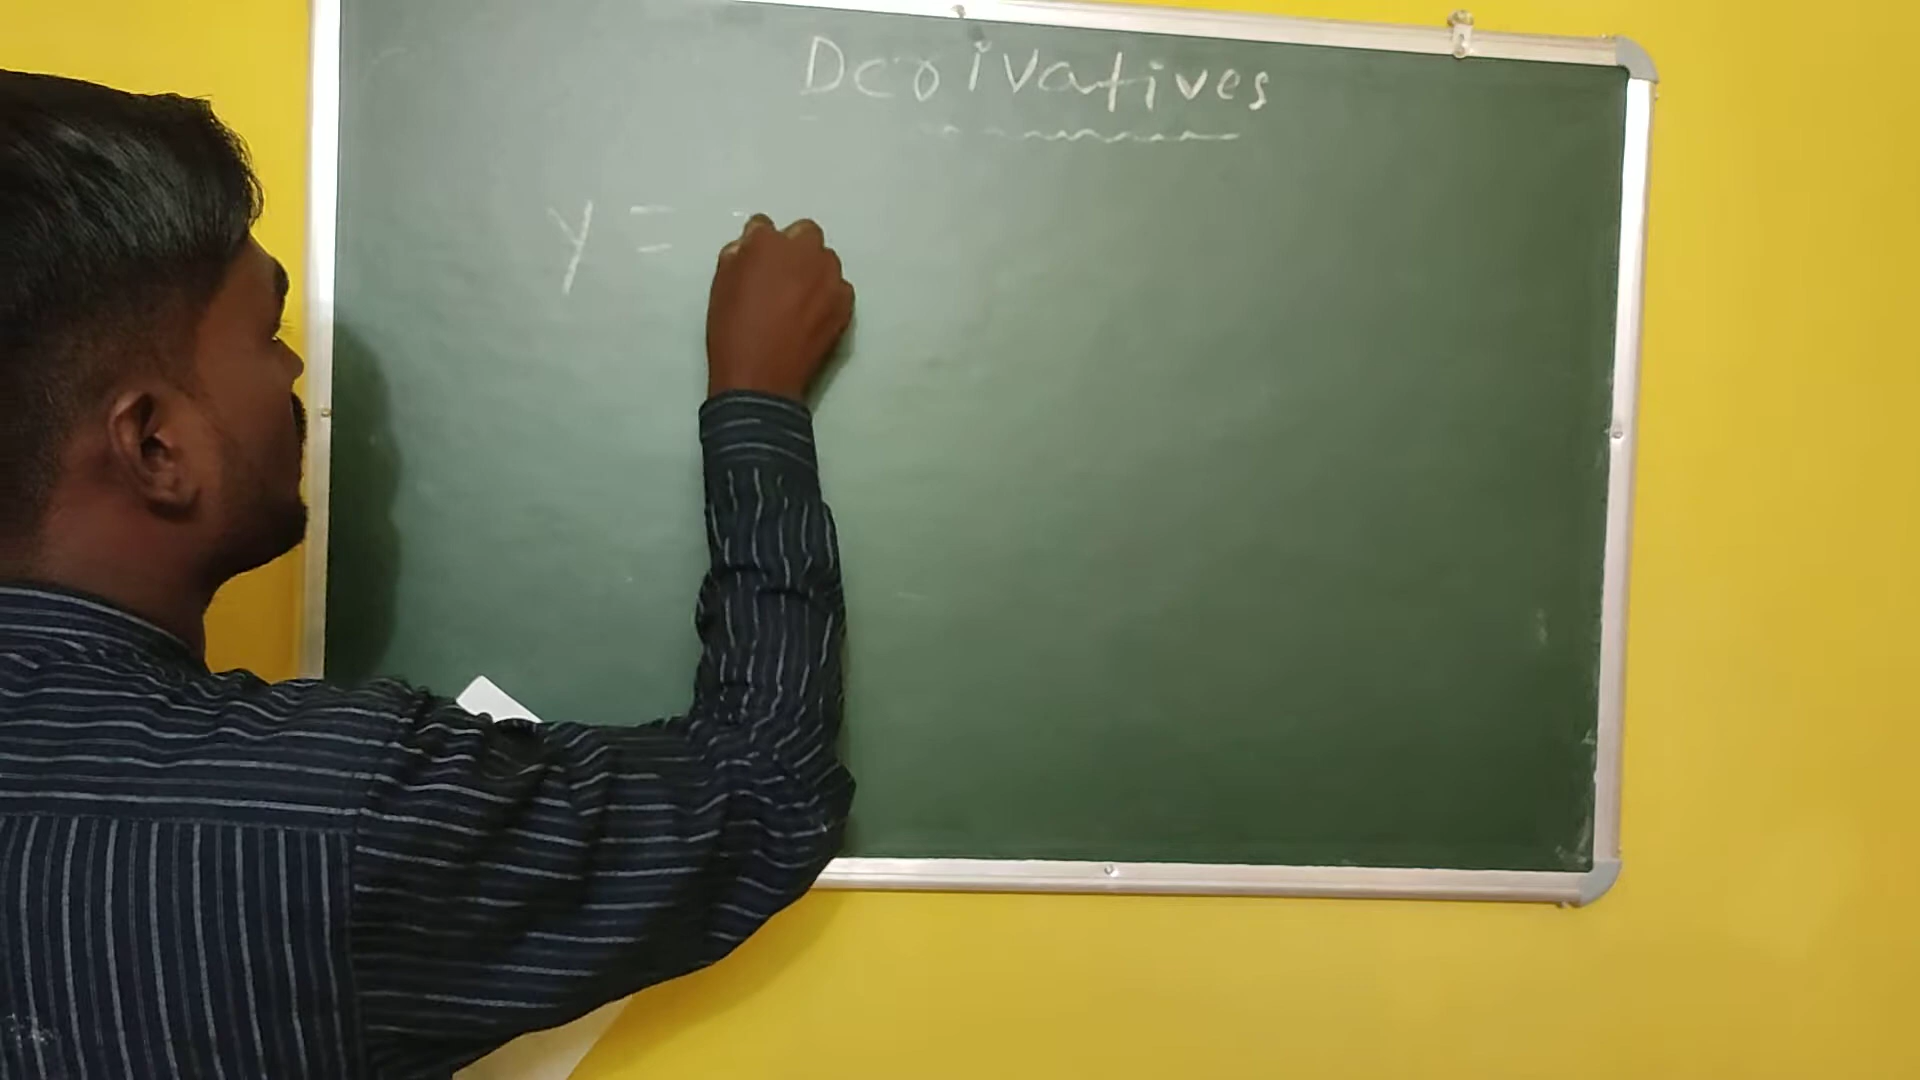 Derivatives
y =